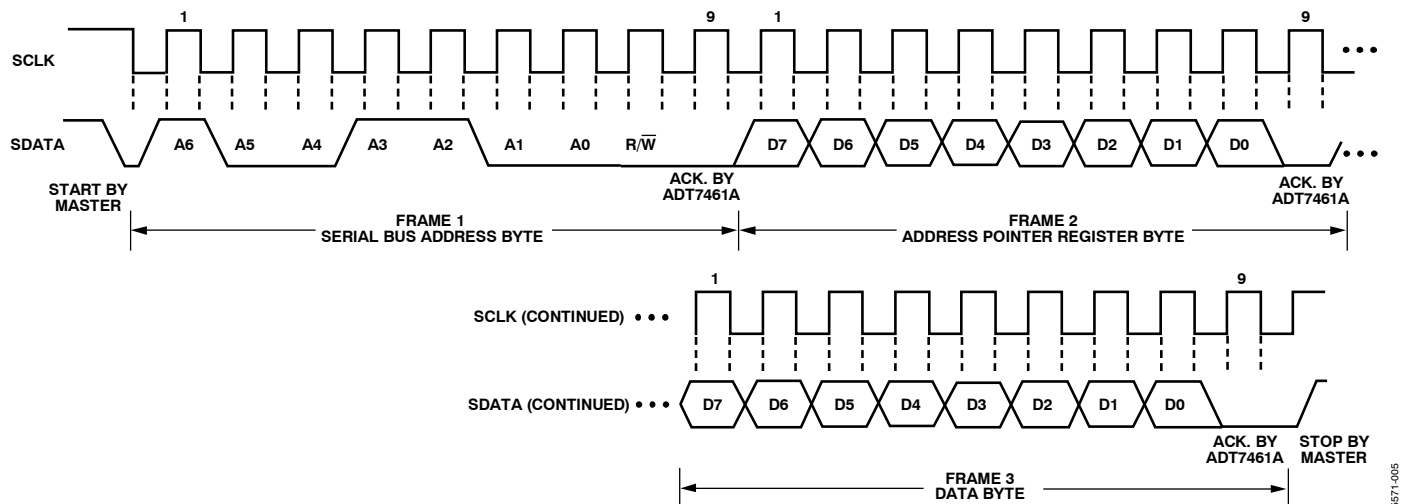 1 9 1 9
SCLK
SDATA A6 A5 A4 A3 A2 A1 A0 R/W̅ D7 D6 D5 D4 D3 D2 D1 D0
START BY
MASTER
ACK. BY
ADT7461A
ACK. BY
ADT7461A
FRAME 1
SERIAL BUS ADDRESS BYTE
FRAME 2
ADDRESS POINTER REGISTER BYTE
1 9
SCLK (CONTINUED)
SDATA (CONTINUED) D7 D6 D5 D4 D3 D2 D1 D0
ACK. BY
ADT7461A
STOP BY
MASTER
FRAME 3
DATA BYTE